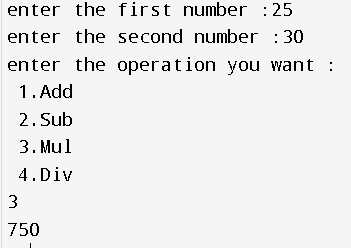 enter the first number :25
enter the second number :30
enter the operation you want :
1.Add
2.Sub
3.Mul
4.Div
3
750